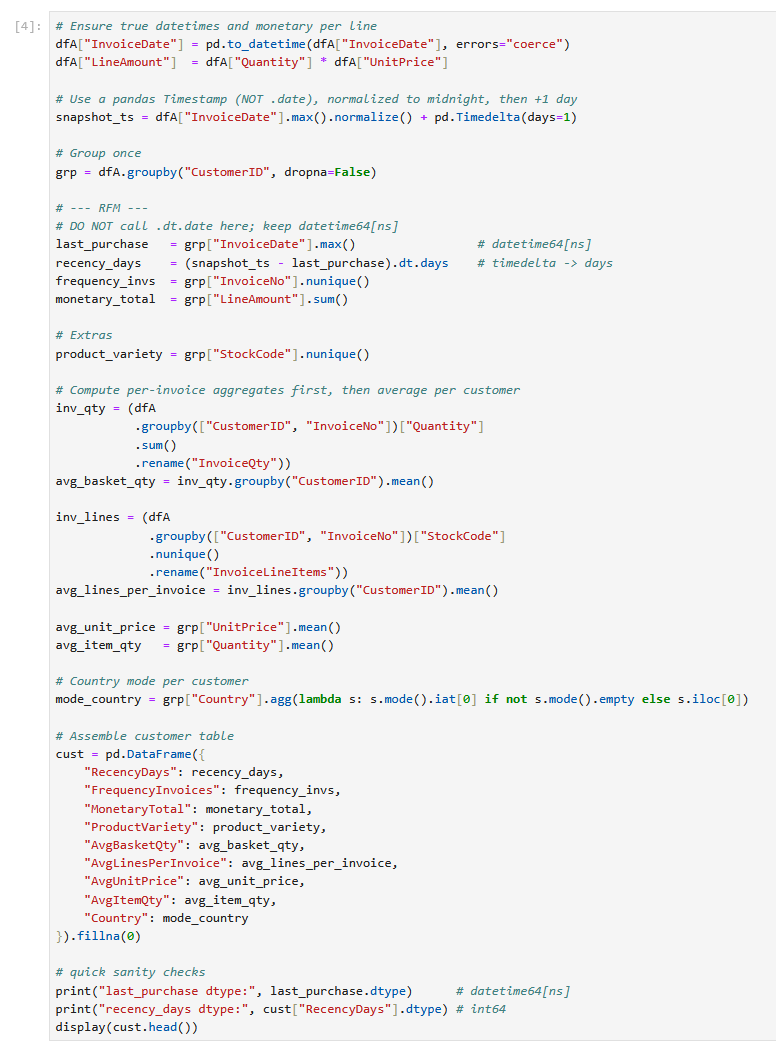 [4]: # Ensure true datetimes and monetary per line
dfA["InvoiceDate"] = pd.to_datetime(dfA["InvoiceDate"], errors="coerce")
dfA["LineAmount"]  = dfA["Quantity"] * dfA["UnitPrice"]

# Use a pandas Timestamp (NOT .date), normalized to midnight, then +1 day
snapshot_ts = dfA["InvoiceDate"].max().normalize() + pd.Timedelta(days=1)

# Group once
grp = dfA.groupby("CustomerID", dropna=False)

# --- RFM ---
# DO NOT call .dt.date here; keep datetime64[ns]
last_purchase   = grp["InvoiceDate"].max()                 # datetime64[ns]
recency_days    = (snapshot_ts - last_purchase).dt.days    # timedelta -> days
frequency_invs  = grp["InvoiceNo"].nunique()
monetary_total  = grp["LineAmount"].sum()

# Extras
product_variety = grp["StockCode"].nunique()

# Compute per-invoice aggregates first, then average per customer
inv_qty = (dfA
           .groupby(["CustomerID", "InvoiceNo"])["Quantity"]
           .sum()
           .rename("InvoiceQty"))
avg_basket_qty = inv_qty.groupby("CustomerID").mean()

inv_lines = (dfA
             .groupby(["CustomerID", "InvoiceNo"])["StockCode"]
             .nunique()
             .rename("InvoiceLineItems"))
avg_lines_per_invoice = inv_lines.groupby("CustomerID").mean()

avg_unit_price = grp["UnitPrice"].mean()
avg_item_qty   = grp["Quantity"].mean()

# Country mode per customer
mode_country = grp["Country"].agg(lambda s: s.mode().iat[0] if not s.mode().empty else s.iloc[0])

# Assemble customer table
cust = pd.DataFrame({
    "RecencyDays": recency_days,
    "FrequencyInvoices": frequency_invs,
    "MonetaryTotal": monetary_total,
    "ProductVariety": product_variety,
    "AvgBasketQty": avg_basket_qty,
    "AvgLinesPerInvoice": avg_lines_per_invoice,
    "AvgUnitPrice": avg_unit_price,
    "AvgItemQty": avg_item_qty,
    "Country": mode_country
}).fillna(0)

# quick sanity checks
print("last_purchase dtype:", last_purchase.dtype)      # datetime64[ns]
print("recency_days dtype:", cust["RecencyDays"].dtype) # int64
display(cust.head())